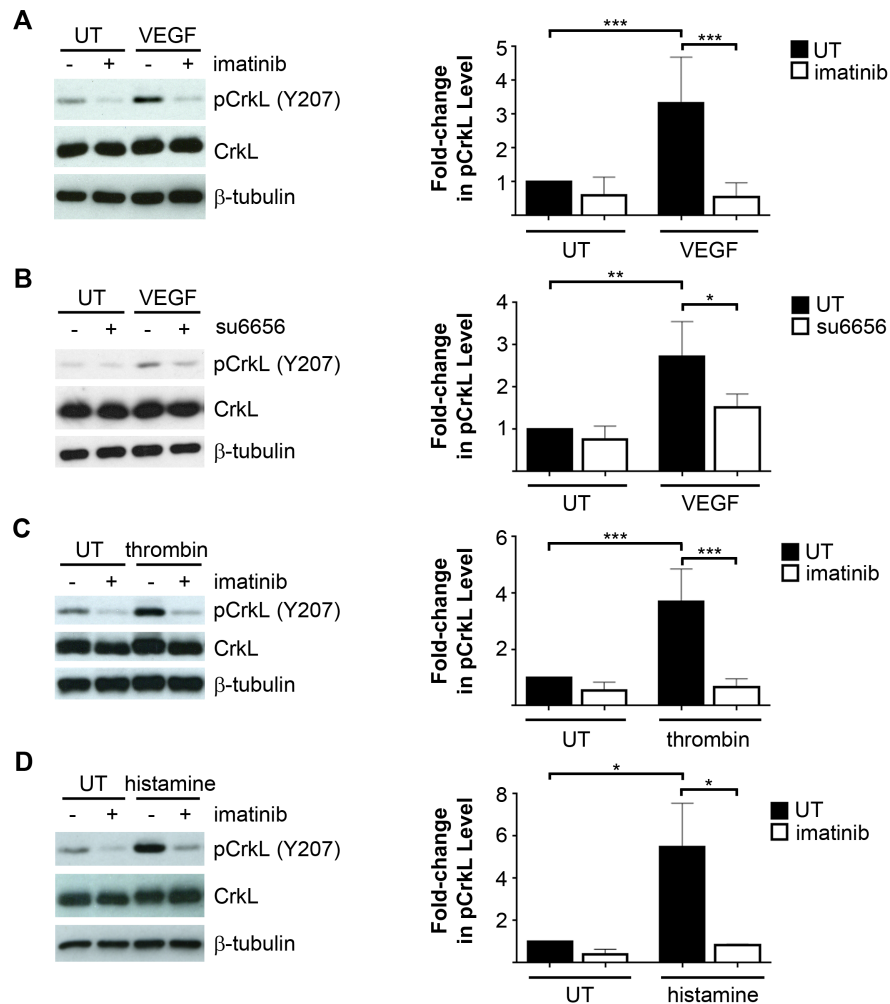 A
UT VEGF
- + - + imatinib
pCrkL (Y207)
CrkL
β-tubulin
Fold-change
in pCrkL Level
5
4
3
2
1
*** ***
UT VEGF
UT
imatinib
B
UT VEGF
- + - + su6656
pCrkL (Y207)
CrkL
β-tubulin
Fold-change
in pCrkL Level
4
3
2
1
** *
UT VEGF
UT
su6656
C
UT thrombin
- + - + imatinib
pCrkL (Y207)
CrkL
β-tubulin
Fold-change
in pCrkL Level
6
4
2
*** ***
UT thrombin
UT
imatinib
D
UT histamine
- + - + imatinib
pCrkL (Y207)
CrkL
β-tubulin
Fold-change
in pCrkL Level
8
6
4
2
* *
UT histamine
UT
imatinib